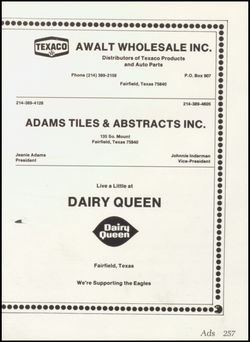 TEXACO
AWALT WHOLESALE INC.
Distributors of Texaco Products
and Auto Parts
Phone (214) 389-2108 P.O. Box 907
Fairfield, Texas 75840
214-389-4128 214-389-4606
ADAMS TILES & ABSTRACTS INC.
135 So. Mount
Fairfield, Texas 75840
Jeanie Adams Johnnie Inderman
President Vice-President
Live a Little at
DAIRY QUEEN
Dairy
Queen
Fairfield, Texas
We're Supporting the Eagles
Ads 257